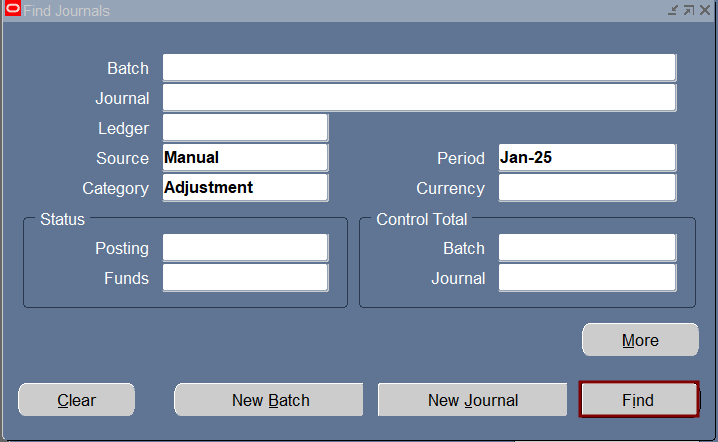 Find Journals
Batch
Journal
Ledger
Source Manual Period Jan-25
Category Adjustment Currency
Status Control Total
Posting Batch
Funds Journal
More
Clear New Batch New Journal Find